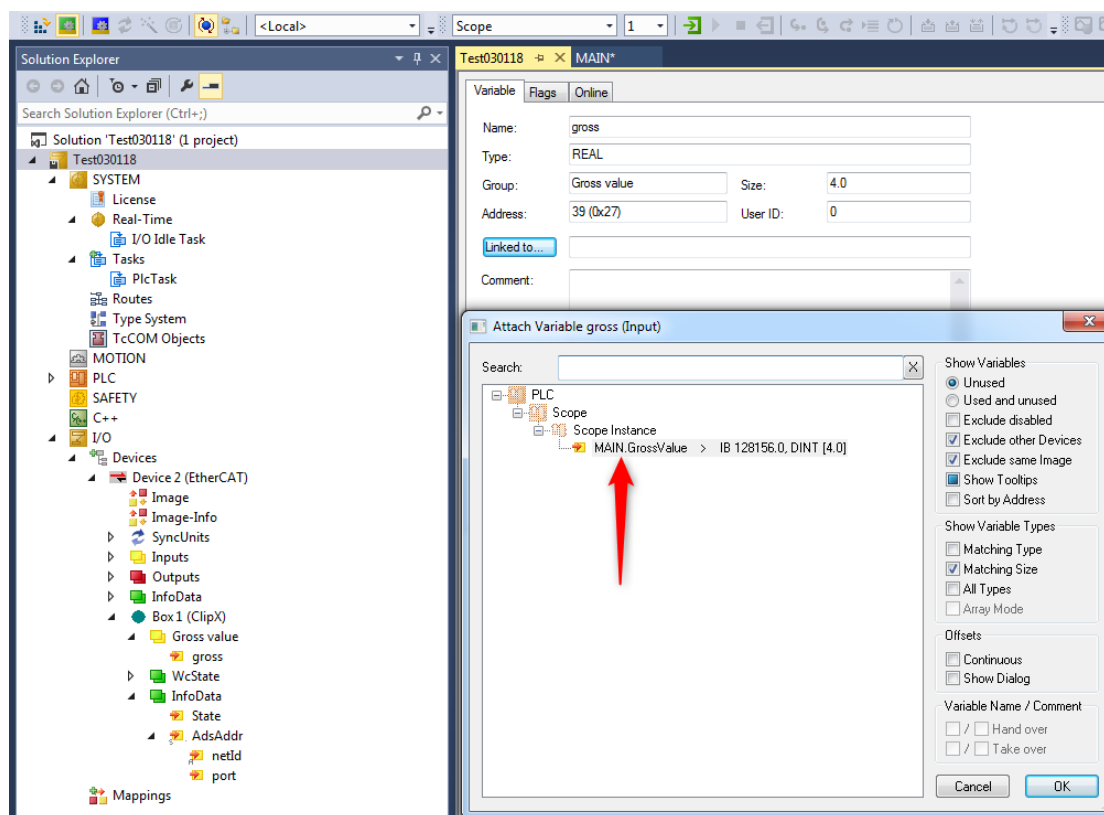 <Local>
Scope
1
Solution Explorer
Search Solution Explorer (Ctrl+;)
Solution 'Test030118' (1 project)
Test030118
SYSTEM
License
Real-Time
I/O Idle Task
Tasks
PlcTask
Routes
Type System
TcCOM Objects
MOTION
PLC
SAFETY
C++
I/O
Devices
Device 2 (EtherCAT)
Image
Image-Info
SyncUnits
Inputs
Outputs
InfoData
Box 1 (ClipX)
Gross value
gross
WcState
InfoData
State
AdsAddr
netId
port
Mappings
Test030118
MAIN*
Variable
Flags
Online
Name:
gross
Type:
REAL
Group:
Gross value
Size:
4.0
Address:
39 (0x27)
User ID:
0
Linked to...
Comment:
Attach Variable gross (Input)
Search:
PLC
Scope
Scope Instance
MAIN.GrossValue > IB 128156.0, DINT [4.0]
Show Variables
Unused
Used and unused
Exclude disabled
Exclude other Devices
Exclude same Image
Show Tooltips
Sort by Address
Show Variable Types
Matching Type
Matching Size
All Types
Array Mode
Offsets
Continuous
Show Dialog
Variable Name / Comment
/ Hand over
/ Take over
Cancel
OK